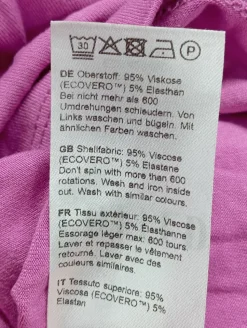 30 P
DE Oberstoff: 95% Viskose
(ECOVERO™) 5% Elasthan
Bei nicht mehr als 600
Umdrehungen schleudern. Von
Links waschen und bügeln. Mit
ähnlichen Farben waschen.
GB Shellfabric: 95% Viscose
(ECOVERO™) 5% Elastane
Don't spin with more than 600
rotations. Wash and iron inside
out. Wash with similar colours.
FR Tissu extérieur: 95% Viscose
(ECOVERO™) 5% Elasthanne
Essorage léger max: 600 tours.
Laver et repasser le vêtement
retourné. Laver avec des
couleurs similaires.
IT Tessuto superiore: 95%
Viscosa (ECOVERO™) 5%
Elastan